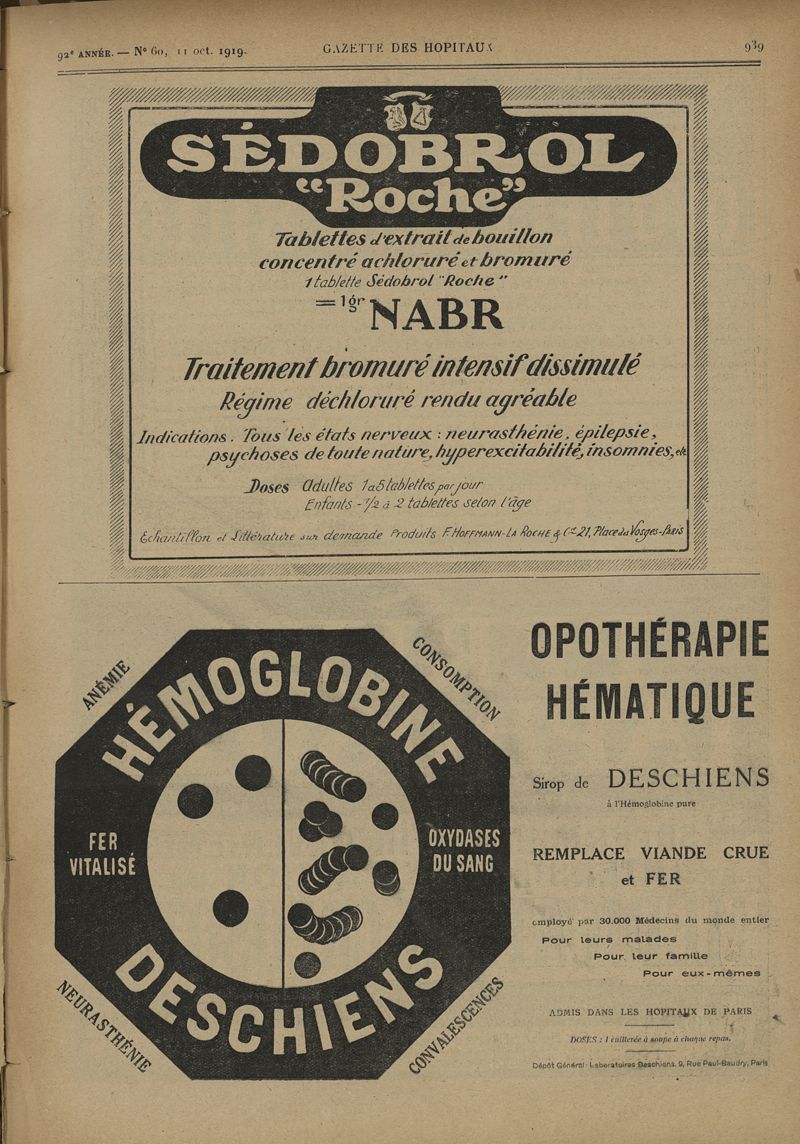 92e ANNÉE. — No 60, 11 oct. 1919.
GAZETTE DES HOPITAUX
939
SÉDOBROL
"Roche"
Tablettes d'extrait de bouillon
concentré achloruré et bromuré
1 tablette Sédobrol "Roche"
= 1 gr NABR
Traitement bromuré intensif dissimulé
Régime déchloruré rendu agréable
Indications. Tous les états nerveux : neurasthénie, épilepsie,
psychoses de toute nature, hyperexcitabilité, insomnies, etc.
Doses Adultes 1 a 5 tablettes par jour
Enfants - 1/2 à 2 tablettes selon l'âge
Echantillon et Littérature sur demande Produits F. HOFFMANN-LA ROCHE & Cie 21, Place des Vosges-PARIS
ANÉMIE
CONSOMPTION
HÉMOGLOBINE
FER
VITALISÉ
OXYDASES
DU SANG
DESCHIENS
NEURASTHÉNIE
CONVALESCENCES
OPOTHÉRAPIE
HÉMATIQUE
Sirop de DESCHIENS
à l'Hémoglobine pure
REMPLACE VIANDE CRUE
et FER
employé par 30.000 Médecins du monde entier
Pour leurs malades
Pour leur famille
Pour eux-mêmes
ADMIS DANS LES HOPITAUX DE PARIS
DOSES : 1 cuillerée à soupe à chaque repas.
Dépôt Général : Laboratoires Deschiens, 9, Rue Paul-Baudry, Paris